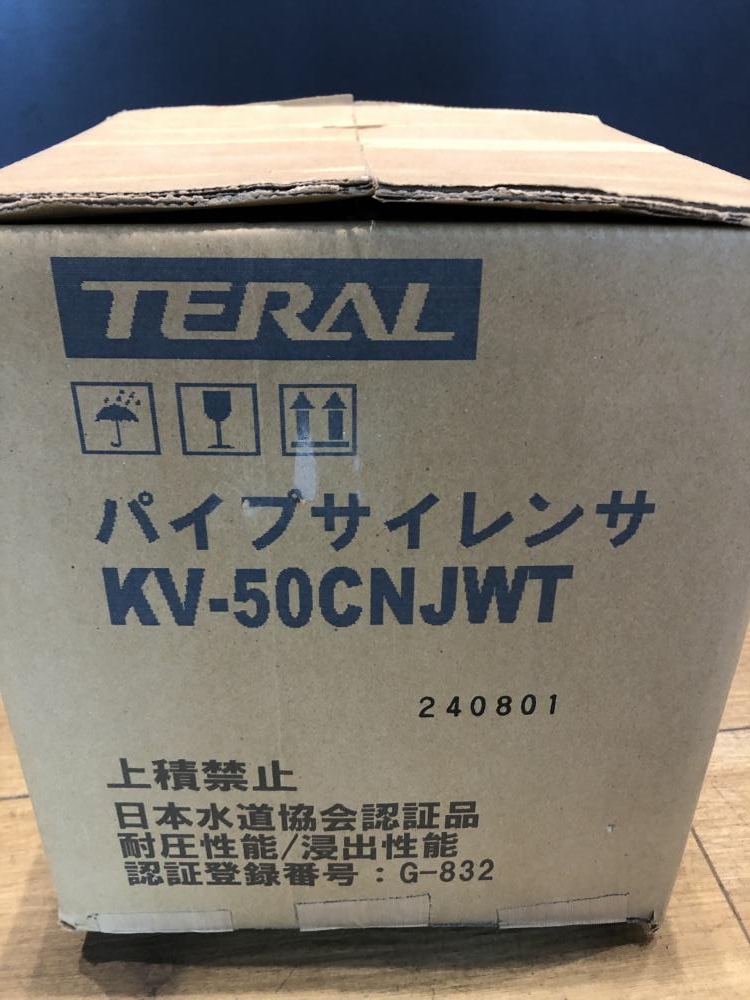 TERAL
パイプサイレンサ
KV-50CNJWT
240801
上積禁止
日本水道協会認証品
耐圧性能/浸出性能
認証登録番号：G-832